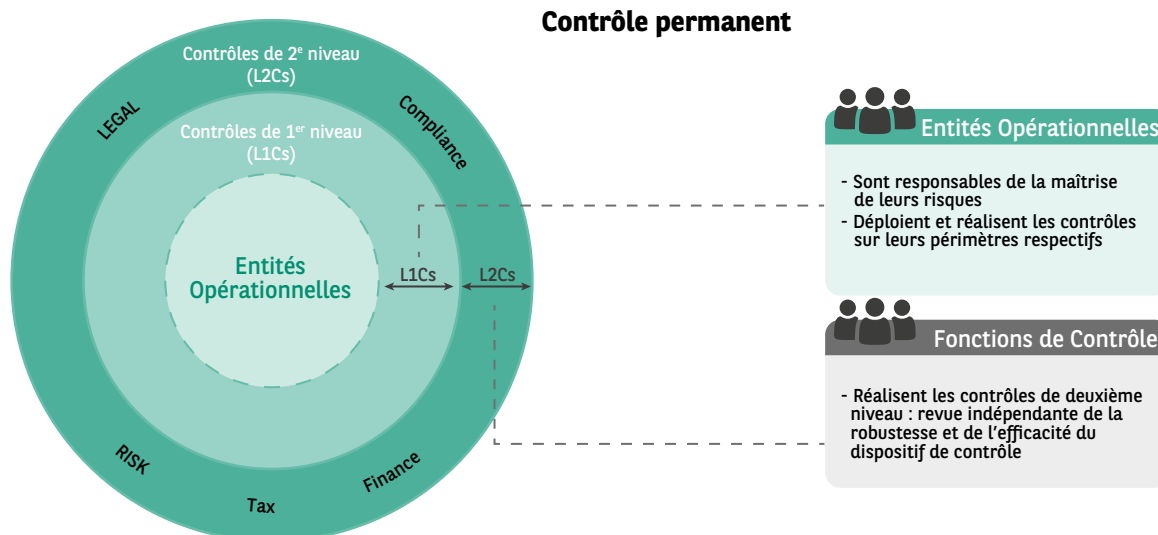 Contrôle permanent
Contrôles de 2e niveau
(L2Cs)
LEGAL
Compliance
Contrôles de 1er niveau
(L1Cs)
Entités
Opérationnelles
L1Cs
L2Cs
RISK
Tax
Finance
Entités Opérationnelles
- Sont responsables de la maîtrise
de leurs risques
- Déploient et réalisent les contrôles
sur leurs périmètres respectifs
Fonctions de Contrôle
- Réalisent les contrôles de deuxième
niveau : revue indépendante de la
robustesse et de l'efficacité du
dispositif de contrôle